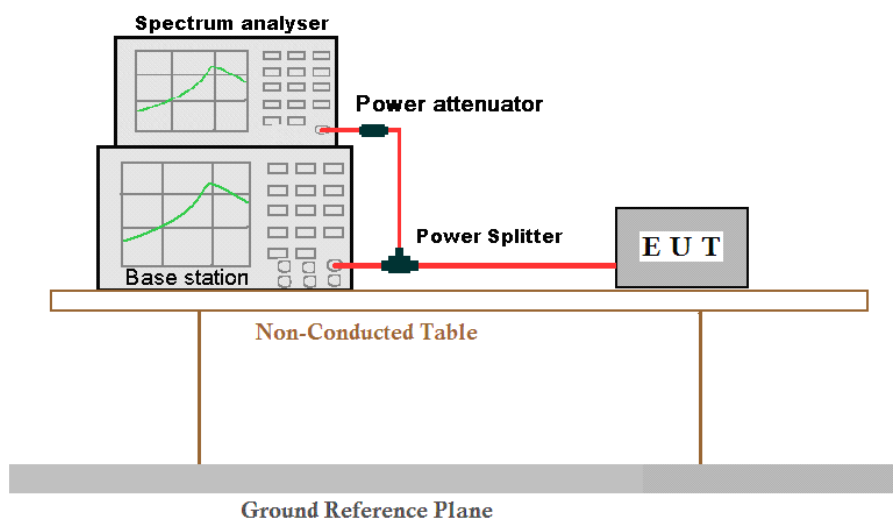 Spectrum analyser
Power attenuator
Power Splitter
E U T
Base station
Non-Conducted Table
Ground Reference Plane